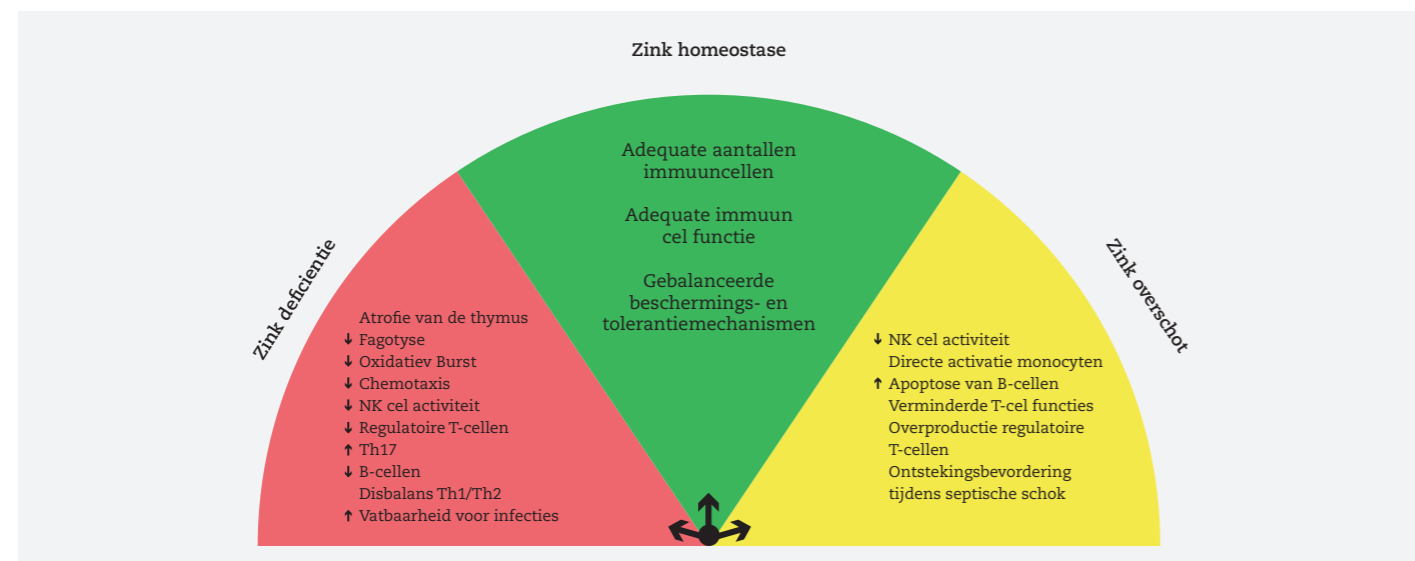 Zink homeostase
Adequate aantallen
immuuncellen
Adequate immuun
cel functie
Gebalanceerde
beschermings- en
tolerantiemechanismen
Zink deficientie
Atrofie van de thymus
↓ Fagotyse
↓ Oxidatiev Burst
↓ Chemotaxis
↓ NK cel activiteit
↓ Regulatoire T-cellen
↑ Th17
↓ B-cellen
Disbalans Th1/Th2
↑ Vatbaarheid voor infecties
Zink overschot
↓ NK cel activiteit
Directe activatie monocyten
↑ Apoptose van B-cellen
Verminderde T-cel functies
Overproductie regulatoire
T-cellen
Ontstekingsbevordering
tijdens septische schok